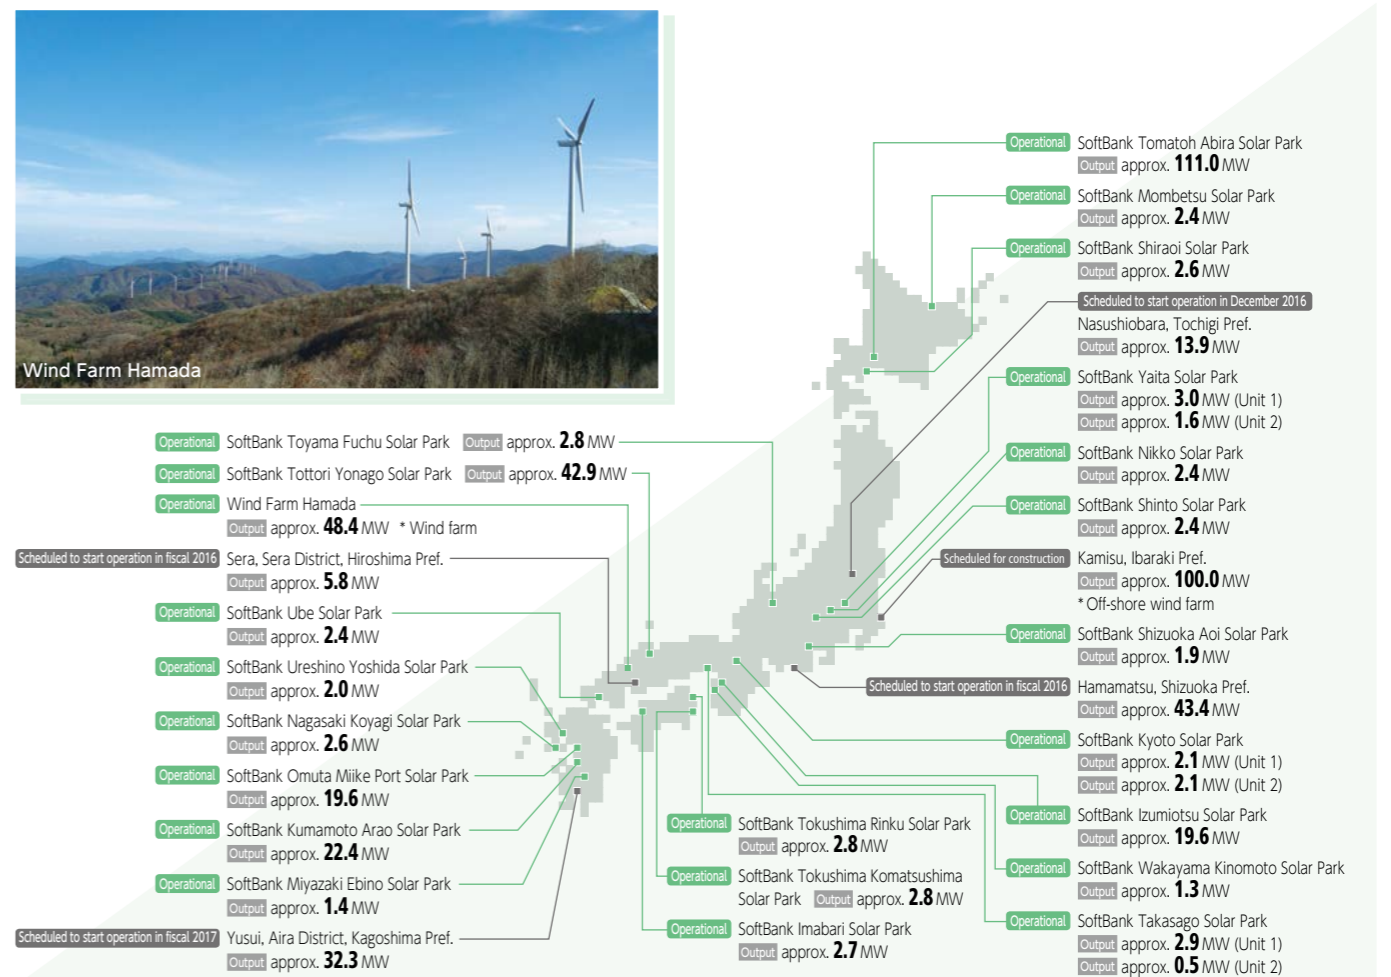 Wind Farm Hamada
Operational SoftBank Toyama Fuchu Solar Park Output approx. 2.8 MW
Operational SoftBank Tottori Yonago Solar Park Output approx. 42.9 MW
Operational Wind Farm Hamada
Output approx. 48.4 MW * Wind farm
Scheduled to start operation in fiscal 2016 Sera, Sera District, Hiroshima Pref.
Output approx. 5.8 MW
Operational SoftBank Ube Solar Park
Output approx. 2.4 MW
Operational SoftBank Ureshino Yoshida Solar Park
Output approx. 2.0 MW
Operational SoftBank Nagasaki Koyagi Solar Park
Output approx. 2.6 MW
Operational SoftBank Omuta Miike Port Solar Park
Output approx. 19.6 MW
Operational SoftBank Kumamoto Arao Solar Park
Output approx. 22.4 MW
Operational SoftBank Miyazaki Ebino Solar Park
Output approx. 1.4 MW
Scheduled to start operation in fiscal 2017 Yusui, Aira District, Kagoshima Pref.
Output approx. 32.3 MW
Operational SoftBank Tokushima Rinku Solar Park
Output approx. 2.8 MW
Operational SoftBank Tokushima Komatsushima
Solar Park Output approx. 2.8 MW
Operational SoftBank Imabari Solar Park
Output approx. 2.7 MW
Operational SoftBank Tomatoh Abira Solar Park
Output approx. 111.0 MW
Operational SoftBank Mombetsu Solar Park
Output approx. 2.4 MW
Operational SoftBank Shiraoi Solar Park
Output approx. 2.6 MW
Scheduled to start operation in December 2016
Nasushiobara, Tochigi Pref.
Output approx. 13.9 MW
Operational SoftBank Yaita Solar Park
Output approx. 3.0 MW (Unit 1)
Output approx. 1.6 MW (Unit 2)
Operational SoftBank Nikko Solar Park
Output approx. 2.4 MW
Operational SoftBank Shinto Solar Park
Output approx. 2.4 MW
Scheduled for construction Kamisu, Ibaraki Pref.
Output approx. 100.0 MW
* Off-shore wind farm
Operational SoftBank Shizuoka Aoi Solar Park
Output approx. 1.9 MW
Scheduled to start operation in fiscal 2016 Hamamatsu, Shizuoka Pref.
Output approx. 43.4 MW
Operational SoftBank Kyoto Solar Park
Output approx. 2.1 MW (Unit 1)
Output approx. 2.1 MW (Unit 2)
Operational SoftBank Izumiotsu Solar Park
Output approx. 19.6 MW
Operational SoftBank Wakayama Kinomoto Solar Park
Output approx. 1.3 MW
Operational SoftBank Takasago Solar Park
Output approx. 2.9 MW (Unit 1)
Output approx. 0.5 MW (Unit 2)